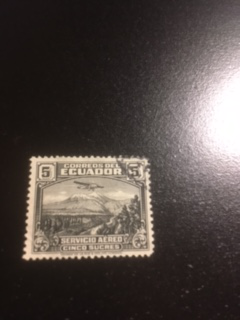 CORREOS DEL
5 ECUADOR 5
SERVICIO AEREO
CINCO SUCRES